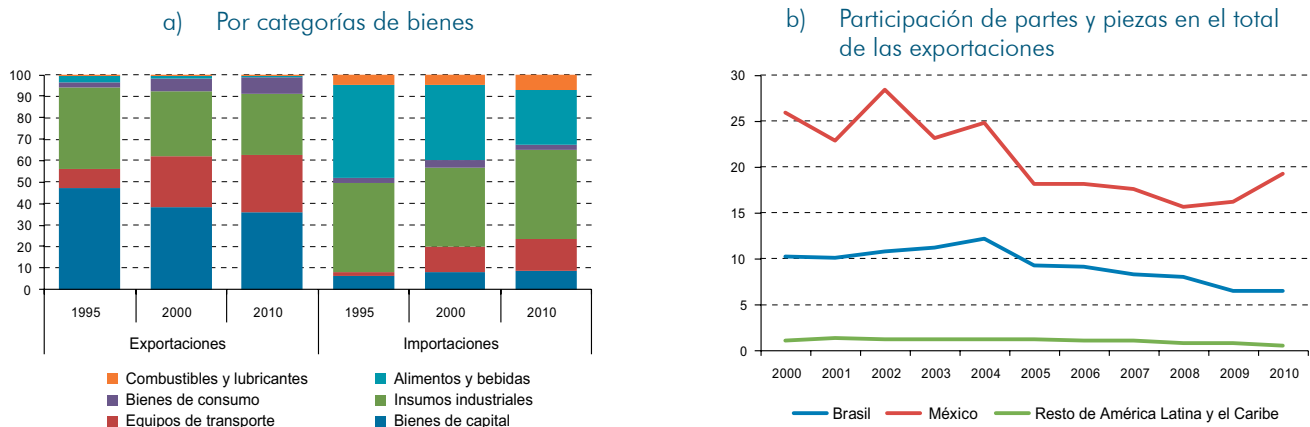 a) Por categorías de bienes
100
90
80
70
60
50
40
30
20
10
0
1995 2000 2010 1995 2000 2010
Exportaciones Importaciones
Combustibles y lubricantes Alimentos y bebidas
Bienes de consumo Insumos industriales
Equipos de transporte Bienes de capital
b) Participación de partes y piezas en el total
de las exportaciones
30
25
20
15
10
5
0
2000 2001 2002 2003 2004 2005 2006 2007 2008 2009 2010
Brasil México Resto de América Latina y el Caribe